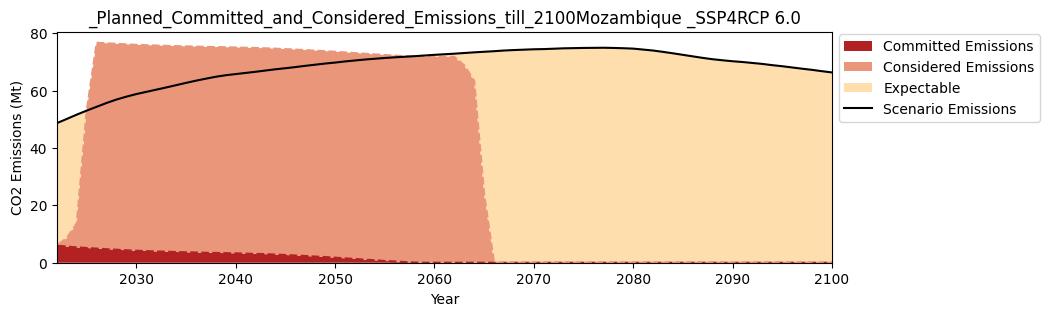 _Planned_Committed_and_Considered_Emissions_till_2100Mozambique _SSP4RCP 6.0
CO2 Emissions (Mt)
80
60
40
20
0
2030 2040 2050 2060 2070 2080 2090 2100
Year
Committed Emissions
Considered Emissions
Expectable
Scenario Emissions